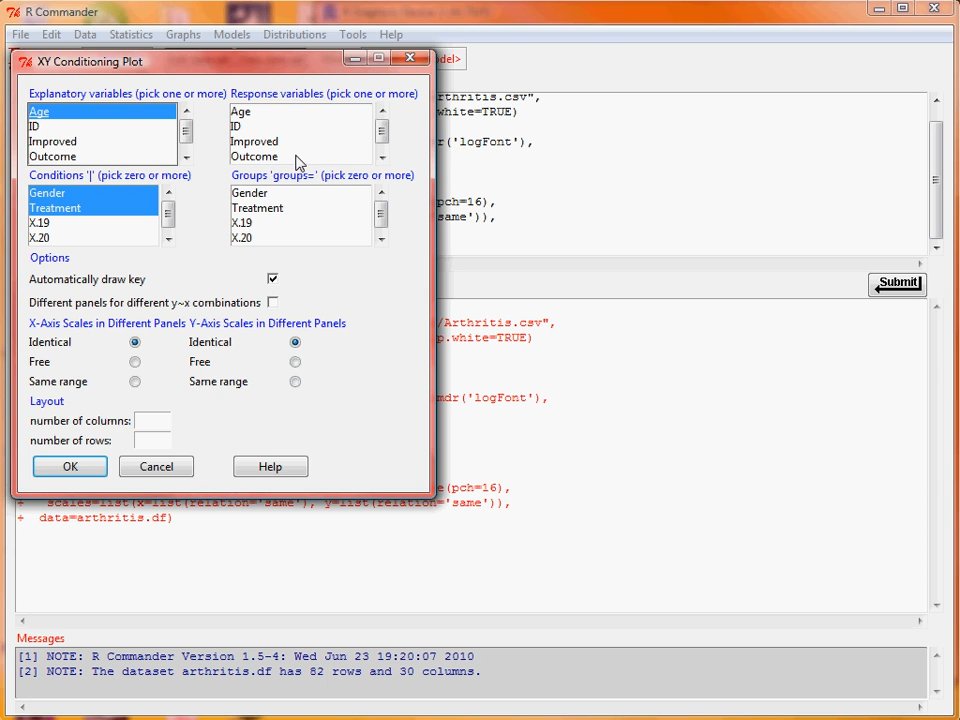 R Commander
File Edit Data Statistics Graphs Models Distributions Tools Help
XY Conditioning Plot
del>
Explanatory variables (pick one or more) Response variables (pick one or more)
Age Age
ID ID
Improved Improved
Outcome Outcome
Conditions '|' (pick zero or more) Groups 'groups=' (pick zero or more)
Gender Gender
Treatment Treatment
X.19 X.19
X.20 X.20
Options
Automatically draw key
Different panels for different y~x combinations
X-Axis Scales in Different Panels Y-Axis Scales in Different Panels
Identical Identical
Free Free
Same range Same range
Layout
number of columns:
number of rows:
OK Cancel Help
rthritis.csv",
white=TRUE)
('logFont'),
pch=16),
same')),
Submit
/Arthritis.csv",
p.white=TRUE)
mdr('logFont'),
e(pch=16),
+ scales=list(x=list(relation='same'), y=list(relation='same')),
+ data=arthritis.df)
Messages
[1] NOTE: R Commander Version 1.5-4: Wed Jun 23 19:20:07 2010
[2] NOTE: The dataset arthritis.df has 82 rows and 30 columns.